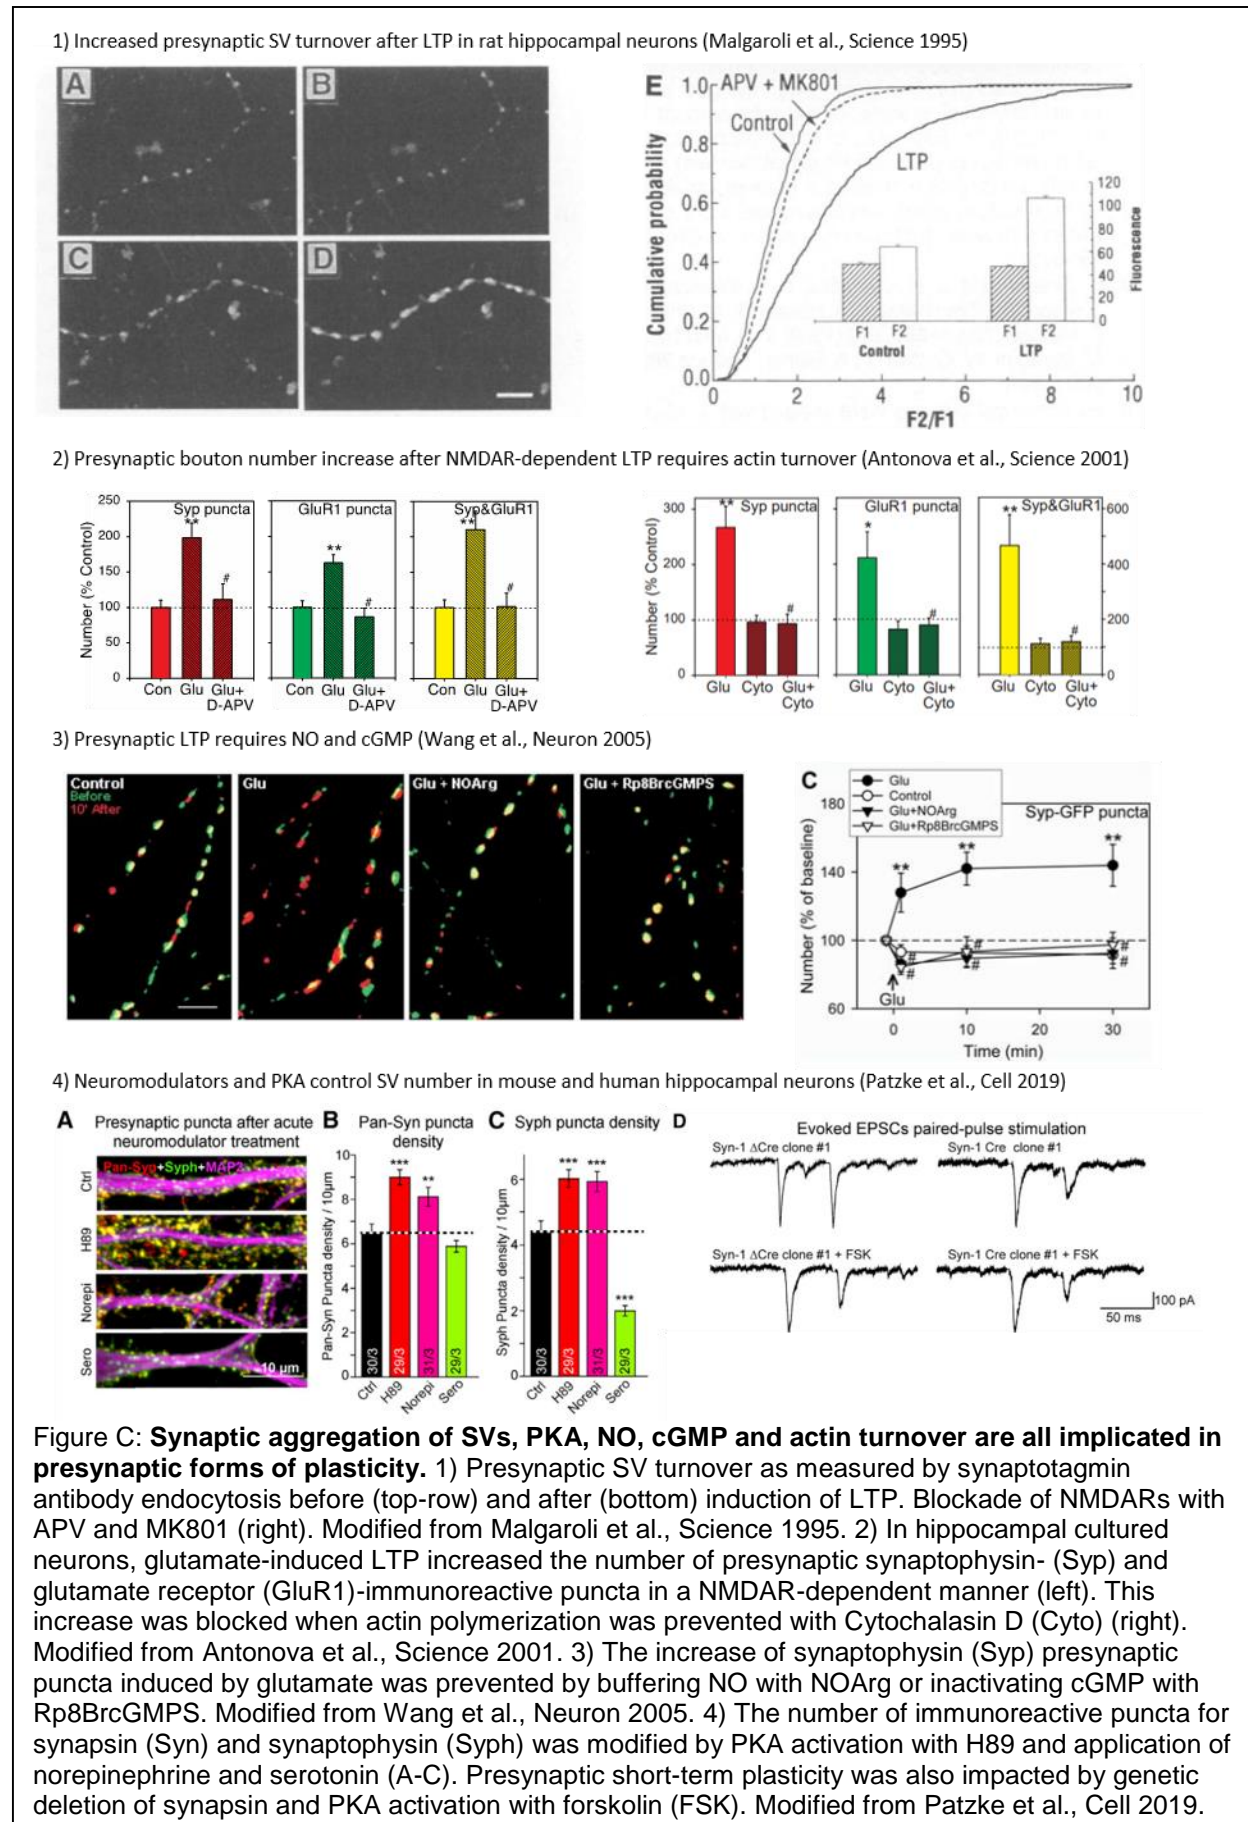 1) Increased presynaptic SV turnover after LTP in rat hippocampal neurons (Malgaroli et al., Science 1995)
A
B
C
D
E
APV + MK801
Control
LTP
Cumulative probability
1.0
0.8
0.6
0.4
0.2
0.0
0 2 4 6 8 10
F2/F1
120
100
80
60
40
20
0
Fluorescence
F1 F2 F1 F2
Control LTP
2) Presynaptic bouton number increase after NMDAR-dependent LTP requires actin turnover (Antonova et al., Science 2001)
Number (% Control)
250
200
150
100
50
0
Syp puncta
**
#
Con Glu Glu+
D-APV
GluR1 puncta
**
#
Con Glu Glu+
D-APV
Syp&GluR1
**
#
Con Glu Glu+
D-APV
Number (% Control)
300
200
100
0
Syp puncta
**
#
Glu Cyto Glu+
Cyto
GluR1 puncta
*
#
Glu Cyto Glu+
Cyto
Syp&GluR1
**
#
Glu Cyto Glu+
Cyto
600
400
200
0
3) Presynaptic LTP requires NO and cGMP (Wang et al., Neuron 2005)
Control
Before
10' After
Glu
Glu + NOArg
Glu + Rp8BrcGMPS
C
Glu
Control
Glu+NOArg
Glu+Rp8BrcGMPS
Syp-GFP puncta
Number (% of baseline)
180
140
100
60
** ** **
# # # # # #
Glu
0 10 20 30
Time (min)
4) Neuromodulators and PKA control SV number in mouse and human hippocampal neurons (Patzke et al., Cell 2019)
A Presynaptic puncta after acute
neuromodulator treatment
Pan-Syn+Syph+MAP2
Ctrl
H89
Norepi
Sero
10 µm
B Pan-Syn puncta
density
Pan-Syn Puncta density / 10µm
10
8
6
4
2
0
***
**
30/3 29/3 31/3 29/3
Ctrl H89 Norepi Sero
C Syph puncta density
Syph Puncta density / 10µm
6
4
2
0
*** *** ***
30/3 29/3 31/3 29/3
Ctrl H89 Norepi Sero
D Evoked EPSCs paired-pulse stimulation
Syn-1 ΔCre clone #1
Syn-1 Cre clone #1
Syn-1 ΔCre clone #1 + FSK
Syn-1 Cre clone #1 + FSK
100 pA
50 ms
Figure C: Synaptic aggregation of SVs, PKA, NO, cGMP and actin turnover are all implicated in
presynaptic forms of plasticity. 1) Presynaptic SV turnover as measured by synaptotagmin
antibody endocytosis before (top-row) and after (bottom) induction of LTP. Blockade of NMDARs with
APV and MK801 (right). Modified from Malgaroli et al., Science 1995. 2) In hippocampal cultured
neurons, glutamate-induced LTP increased the number of presynaptic synaptophysin- (Syp) and
glutamate receptor (GluR1)-immunoreactive puncta in a NMDAR-dependent manner (left). This
increase was blocked when actin polymerization was prevented with Cytochalasin D (Cyto) (right).
Modified from Antonova et al., Science 2001. 3) The increase of synaptophysin (Syp) presynaptic
puncta induced by glutamate was prevented by buffering NO with NOArg or inactivating cGMP with
Rp8BrcGMPS. Modified from Wang et al., Neuron 2005. 4) The number of immunoreactive puncta for
synapsin (Syn) and synaptophysin (Syph) was modified by PKA activation with H89 and application of
norepinephrine and serotonin (A-C). Presynaptic short-term plasticity was also impacted by genetic
deletion of synapsin and PKA activation with forskolin (FSK). Modified from Patzke et al., Cell 2019.